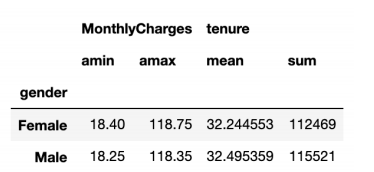 MonthlyCharges tenure
amin amax mean sum
gender
Female 18.40 118.75 32.244553 112469
Male 18.25 118.35 32.495359 115521